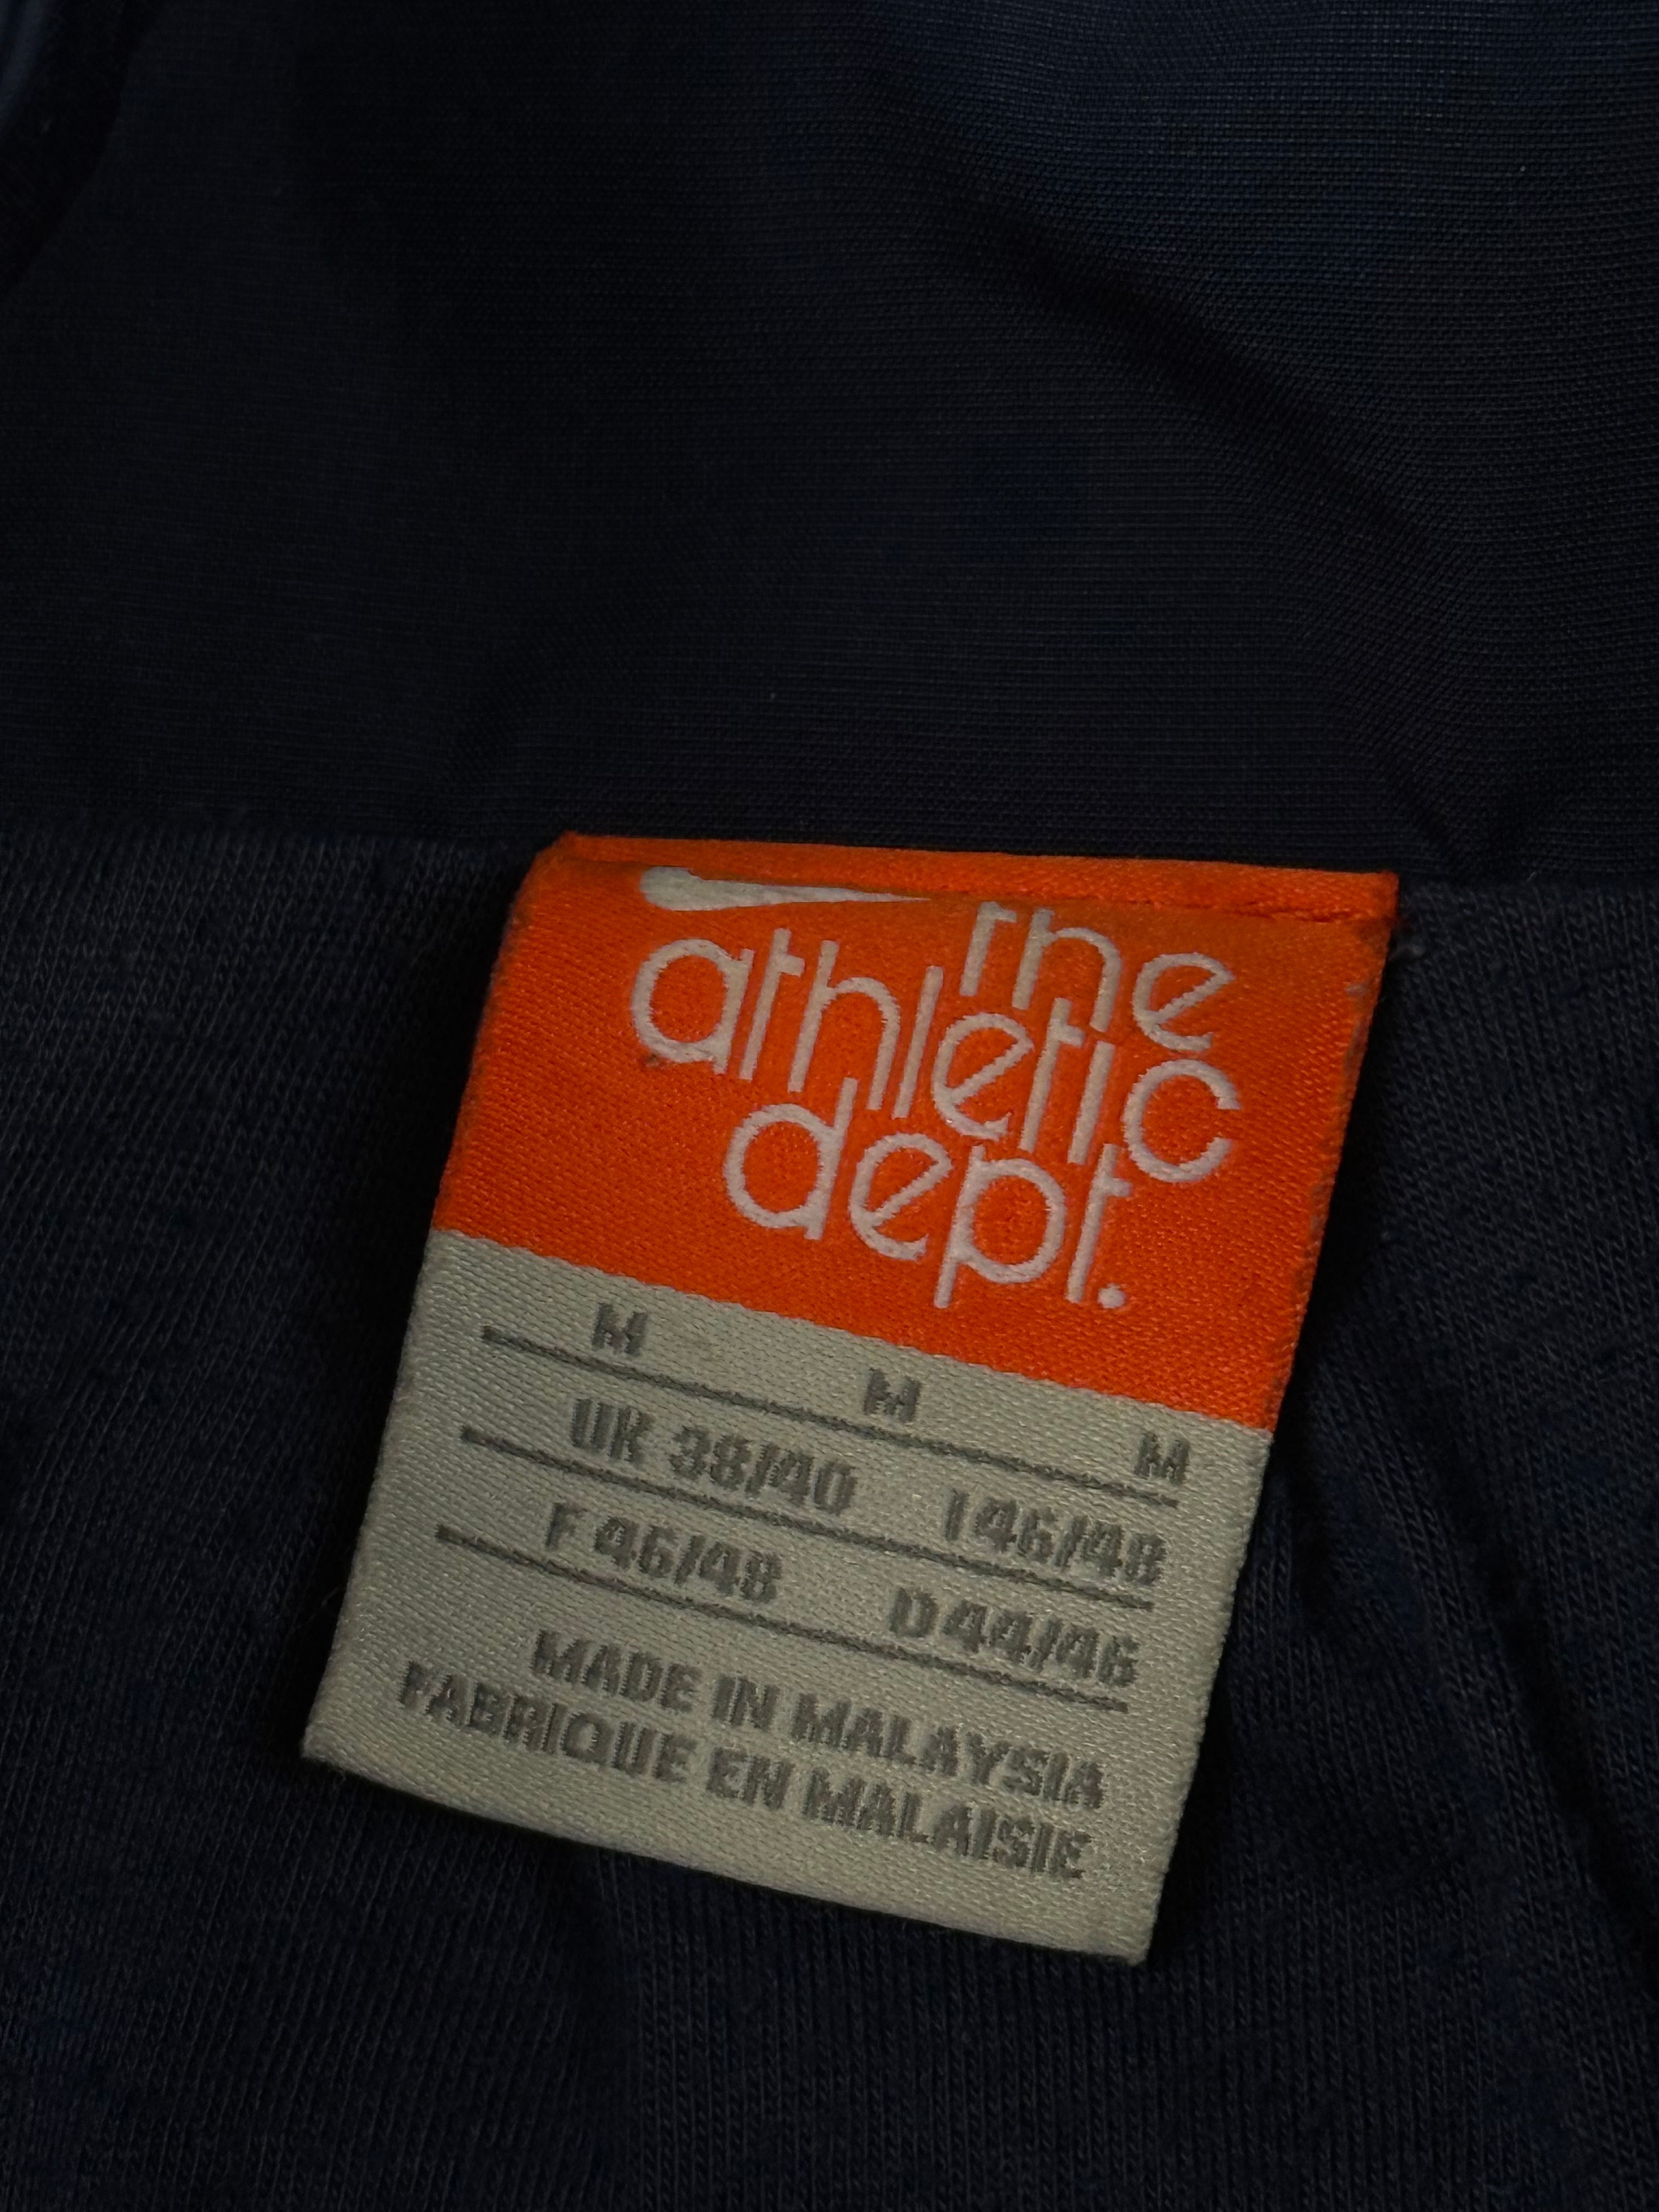 the
athletic
dept.
M M M
UK 38/40 I 46/48
F 46/48 D 44/46
MADE IN MALAYSIA
FABRIQUE EN MALAISIE